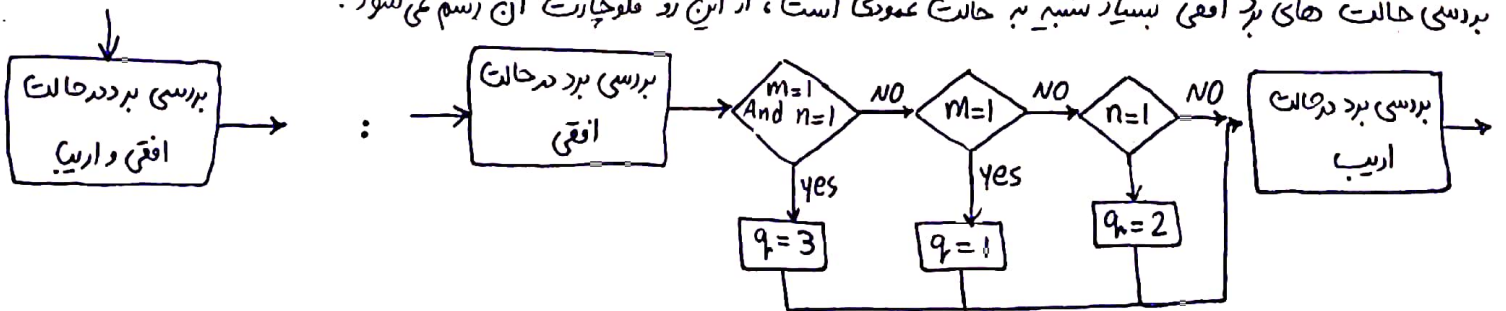 بررسی حالت های برد افقی بسیار شبیه به حالت عمودی است، از این رو فلوچارت آن رسم می شود.
بررسی برد در حالت
افقی و اریب
:
بررسی برد در حالت
افقی
m=1
And n=1
NO
m=1
NO
n=1
NO
بررسی برد در حالت
اریب
yes
yes
q=3
q=1
q=2